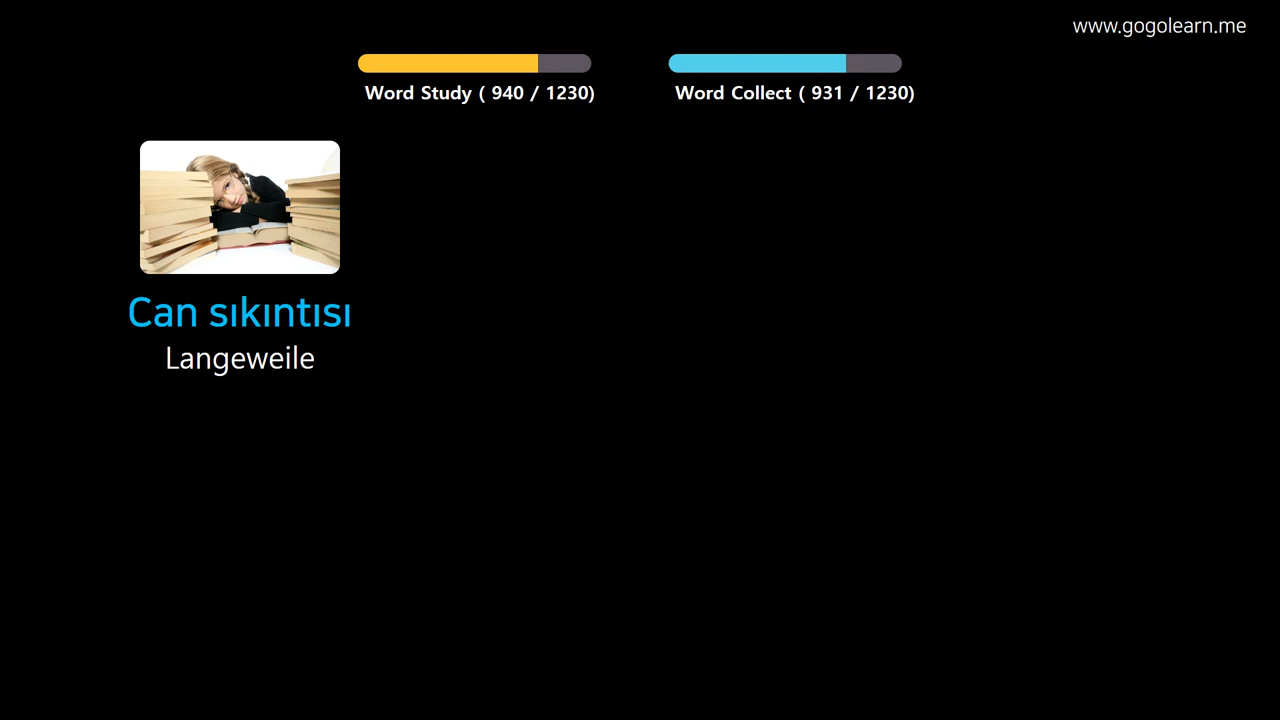 www.gogolearn.me
Word Study ( 940 / 1230)
Word Collect ( 931 / 1230)
Can sıkıntısı
Langeweile